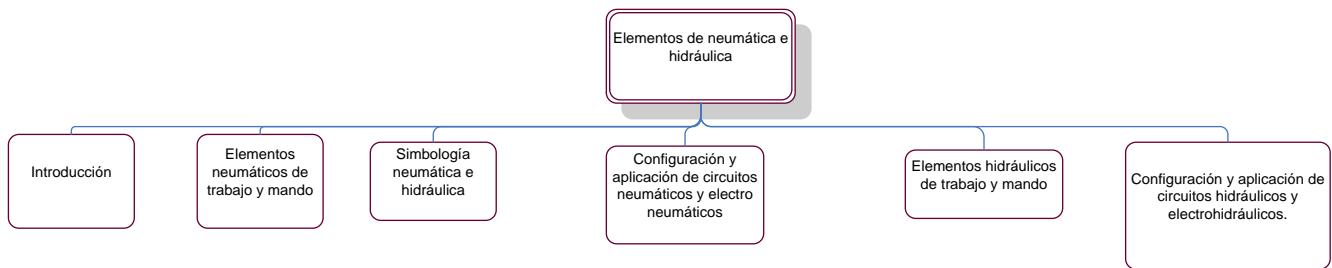 Elementos de neumática e
hidráulica
Introducción
Elementos
neumáticos de
trabajo y mando
Simbología
neumática e
hidráulica
Configuración y
aplicación de circuitos
neumáticos y electro
neumáticos
Elementos hidráulicos
de trabajo y mando
Configuración y aplicación de
circuitos hidráulicos y
electrohidráulicos.